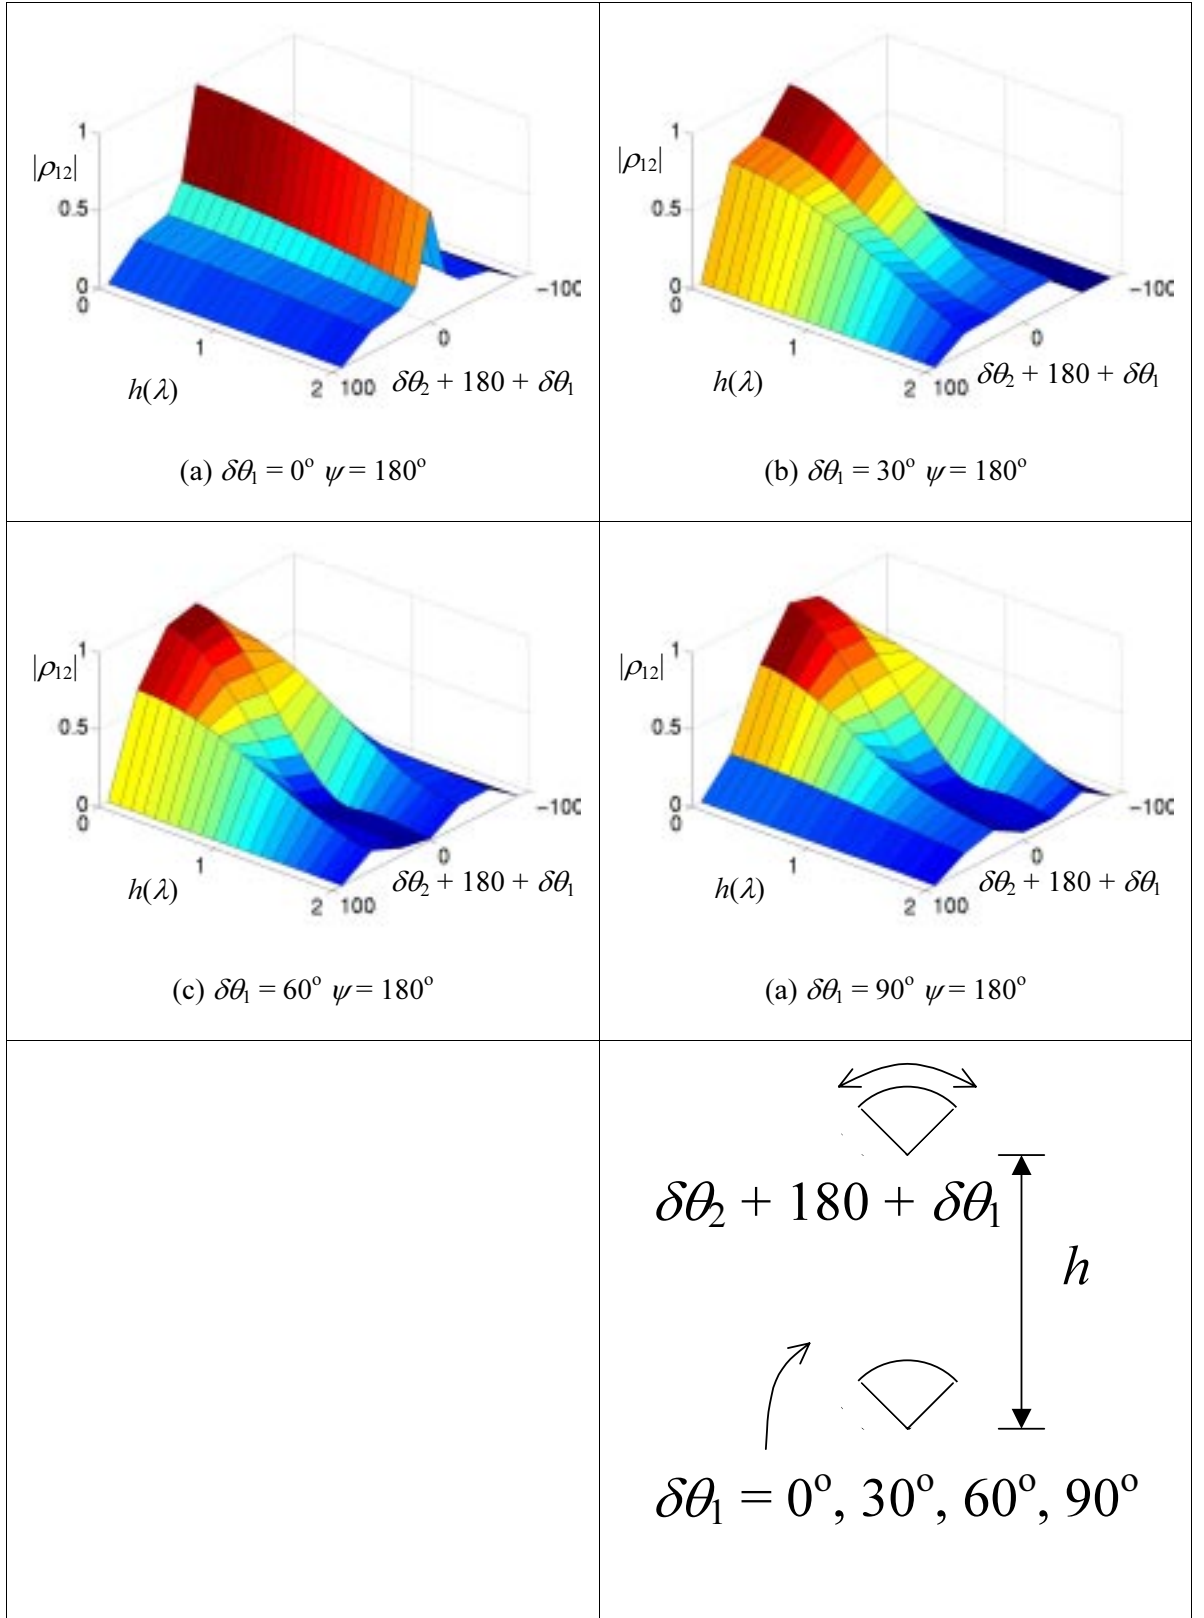 1
|ρ₁₂|
0.5
0
0
1
2
h(λ)
100
0
−100
δθ₂ + 180 + δθ₁
(a) δθ₁ = 0° ψ = 180°
1
|ρ₁₂|
0.5
0
0
1
2
h(λ)
100
0
−100
δθ₂ + 180 + δθ₁
(b) δθ₁ = 30° ψ = 180°
1
|ρ₁₂|
0.5
0
0
1
2
h(λ)
100
0
−100
δθ₂ + 180 + δθ₁
(c) δθ₁ = 60° ψ = 180°
1
|ρ₁₂|
0.5
0
0
1
2
h(λ)
100
0
−100
δθ₂ + 180 + δθ₁
(a) δθ₁ = 90° ψ = 180°
δθ₂ + 180 + δθ₁
h
δθ₁ = 0°, 30°, 60°, 90°